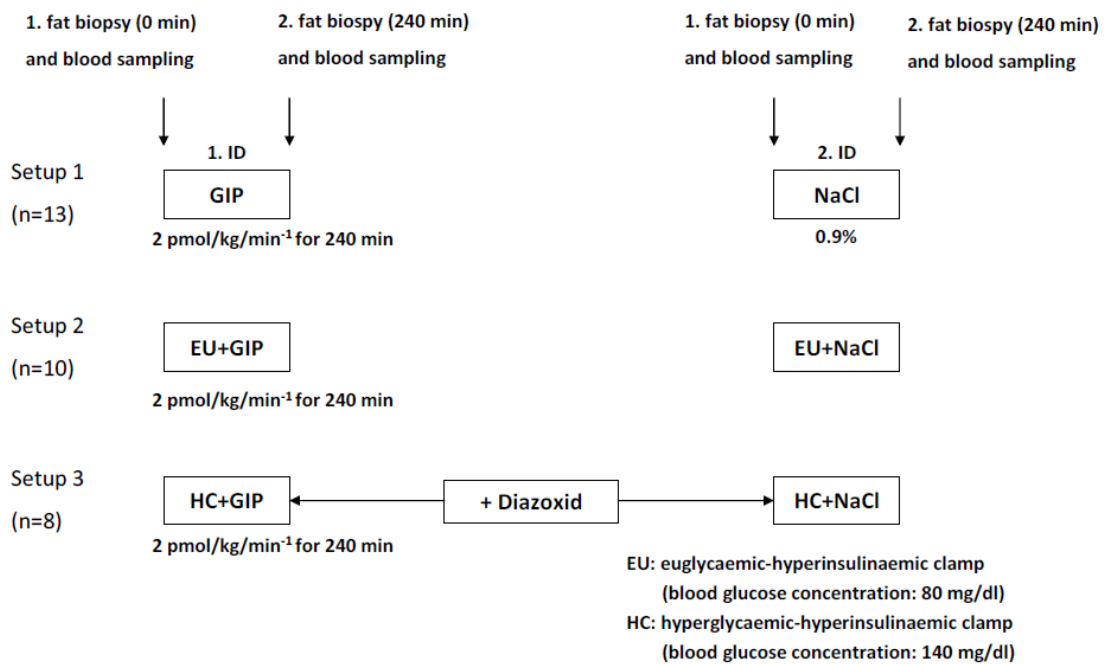 1. fat biopsy (0 min)
and blood sampling
2. fat biospy (240 min)
and blood sampling
1. fat biopsy (0 min)
and blood sampling
2. fat biospy (240 min)
and blood sampling
Setup 1
(n=13)
1. ID
GIP
2 pmol/kg/min-1 for 240 min
2. ID
NaCl
0.9%
Setup 2
(n=10)
EU+GIP
2 pmol/kg/min-1 for 240 min
EU+NaCl
Setup 3
(n=8)
HC+GIP
2 pmol/kg/min-1 for 240 min
+ Diazoxid
HC+NaCl
EU: euglycaemic-hyperinsulinaemic clamp
(blood glucose concentration: 80 mg/dl)
HC: hyperglycaemic-hyperinsulinaemic clamp
(blood glucose concentration: 140 mg/dl)